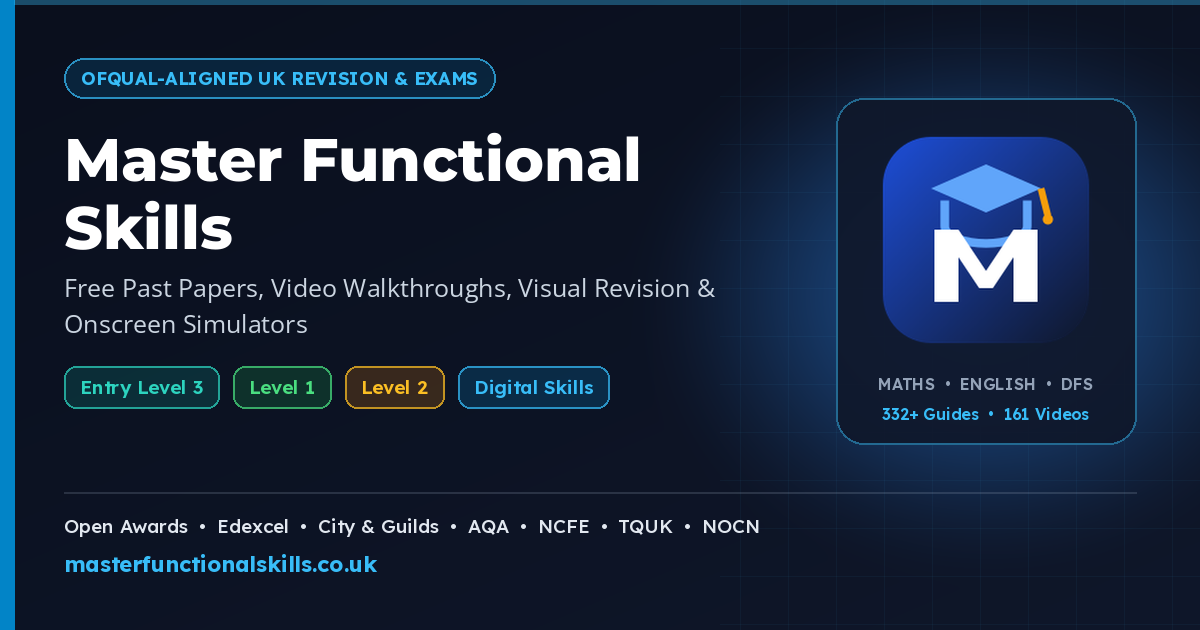 OFQUAL-ALIGNED UK REVISION & EXAMS
Master Functional
Skills
Free Past Papers, Video Walkthroughs, Visual Revision &
Onscreen Simulators
Entry Level 3
Level 1
Level 2
Digital Skills
M
MATHS • ENGLISH • DFS
332+ Guides • 161 Videos
Open Awards • Edexcel • City & Guilds • AQA • NCFE • TQUK • NOCN
masterfunctionalskills.co.uk